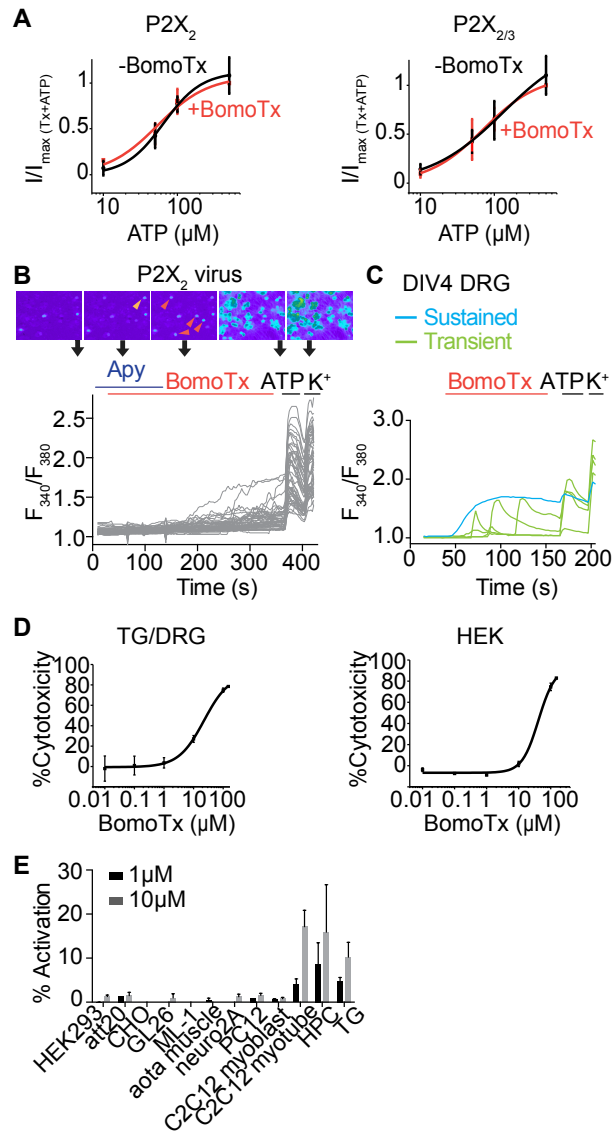 A
P2X2
P2X2/3
-BomoTx
+BomoTx
-BomoTx
+BomoTx
I/Imax (Tx+ATP)
1
0.5
0
10
100
ATP (µM)
I/Imax (Tx+ATP)
1
0.5
0
10
100
ATP (µM)
B
P2X2 virus
Apy
BomoTx
ATP
K+
F340/F380
2.5
2.0
1.5
1.0
0 100 200 300 400
Time (s)
C
DIV4 DRG
Sustained
Transient
BomoTx
ATP
K+
F340/F380
3.0
2.0
1.0
0 50 100 150 200
Time (s)
D
TG/DRG
%Cytotoxicity
100
80
60
40
20
0
0.01 0.1 1 10 100
BomoTx (µM)
HEK
%Cytotoxicity
100
80
60
40
20
0
0.01 0.1 1 10 100
BomoTx (µM)
E
1µM
10µM
% Activation
30
20
10
0
HEK293
att20
CHO
GL26
ML-1
aota muscle
neuro2A
PC12
C2C12 myoblast
C2C12 myotube
HPC
TG